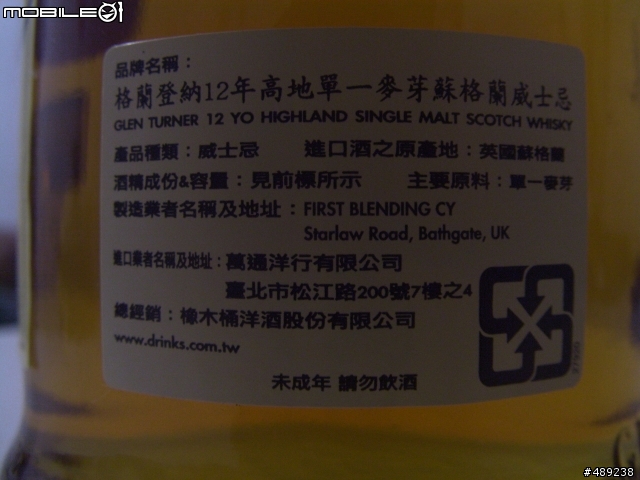 MOBILE01
品牌名稱：
格蘭登納12年高地單一麥芽蘇格蘭威士忌
GLEN TURNER 12 YO HIGHLAND SINGLE MALT SCOTCH WHISKY
產品種類：威士忌 進口酒之原產地：英國蘇格蘭
酒精成份&容量：見前標所示 主要原料：單一麥芽
製造業者名稱及地址：FIRST BLENDING CY
Starlaw Road, Bathgate, UK
進口業者名稱及地址：萬通洋行有限公司
臺北市松江路200號7樓之4
總經銷：橡木桶洋酒股份有限公司
www.drinks.com.tw
未成年 請勿飲酒
#489238